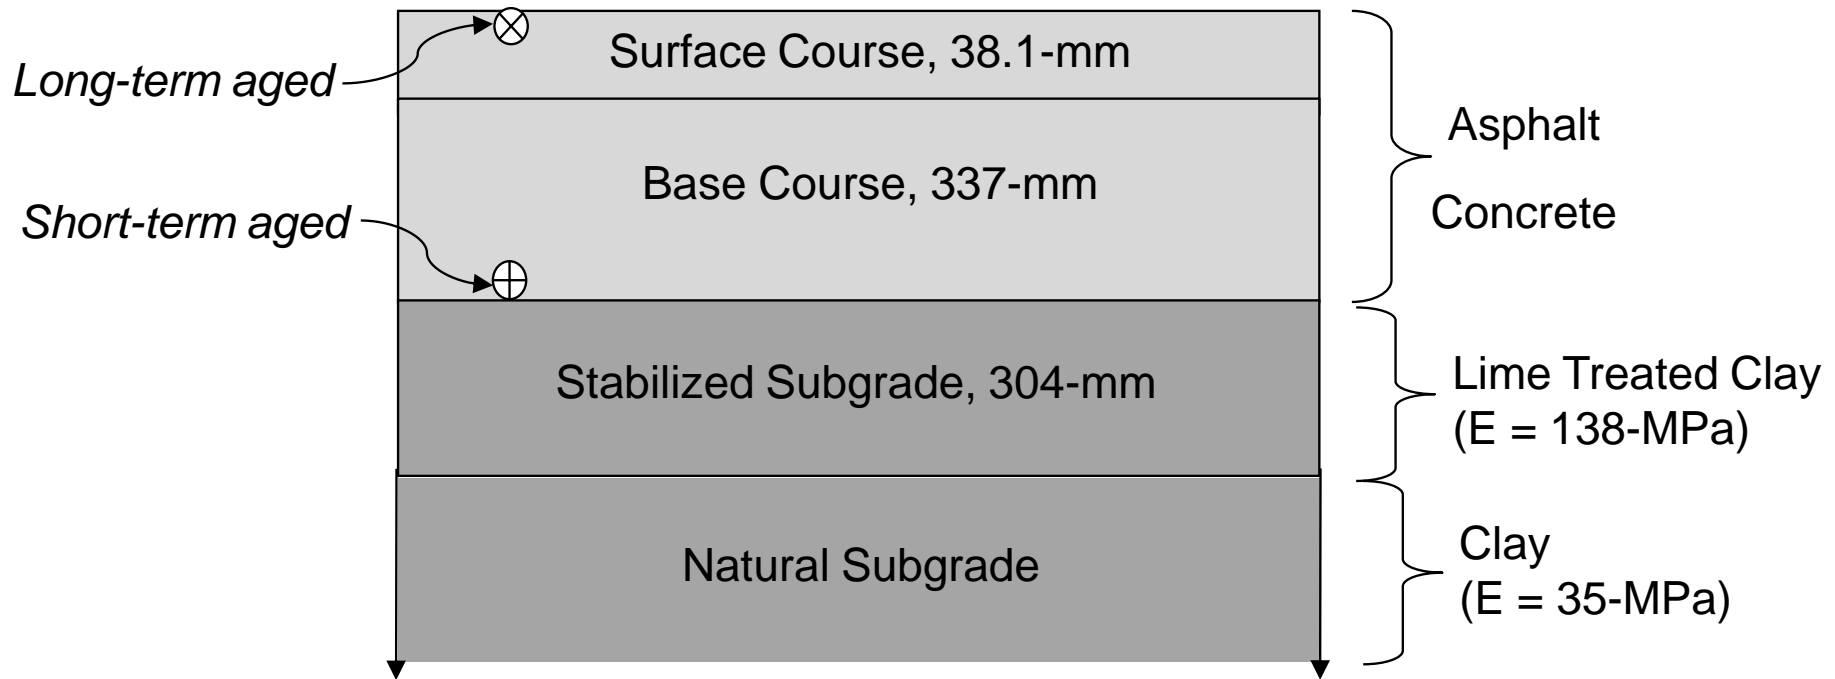 Surface Course, 38.1-mm
Long-term aged
Asphalt
Base Course, 337-mm
Short-term aged
Concrete
Stabilized Subgrade, 304-mm
Lime Treated Clay
(E = 138-MPa)
Natural Subgrade
Clay
(E = 35-MPa)